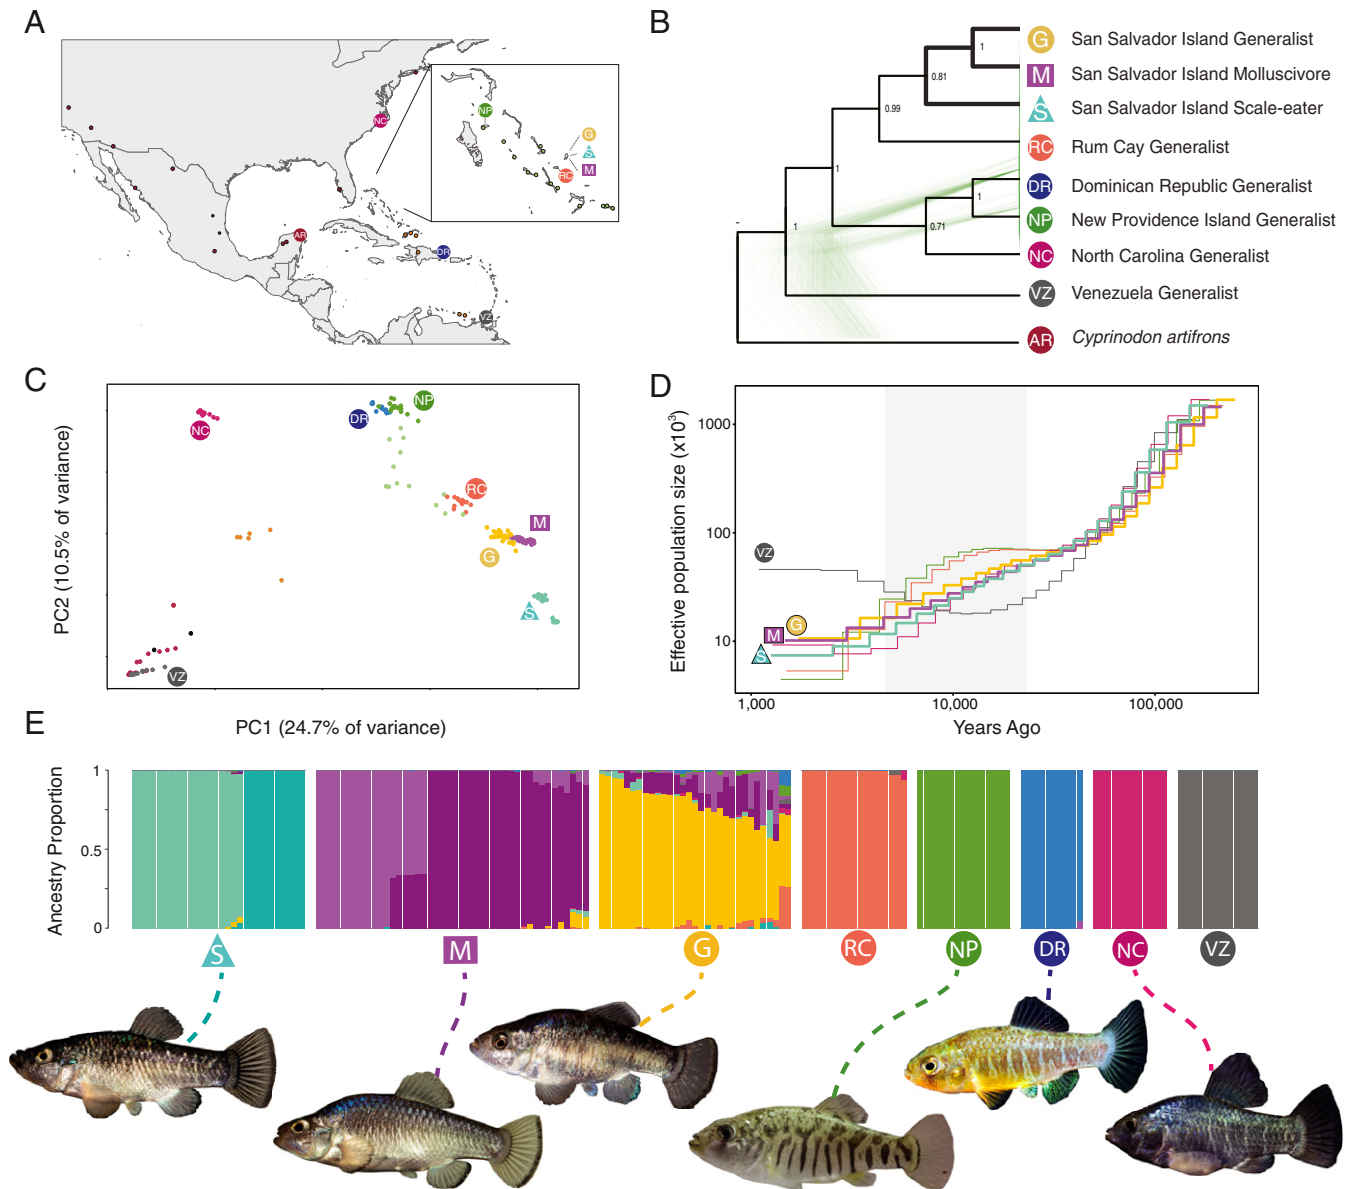 A
NC
NP
G
S
RC
M
AR
DR
VZ
B
1
0.81
0.99
1
1
0.71
1
G San Salvador Island Generalist
M San Salvador Island Molluscivore
S San Salvador Island Scale-eater
RC Rum Cay Generalist
DR Dominican Republic Generalist
NP New Providence Island Generalist
NC North Carolina Generalist
VZ Venezuela Generalist
AR Cyprinodon artifrons
C
PC2 (10.5% of variance)
NC
DR
NP
RC
M
G
S
VZ
PC1 (24.7% of variance)
D
Effective population size (x10³)
1000
100
10
VZ
G
M
S
1,000
10,000
100,000
Years Ago
E
Ancestry Proportion
1
0.5
0
S
M
G
RC
NP
DR
NC
VZ